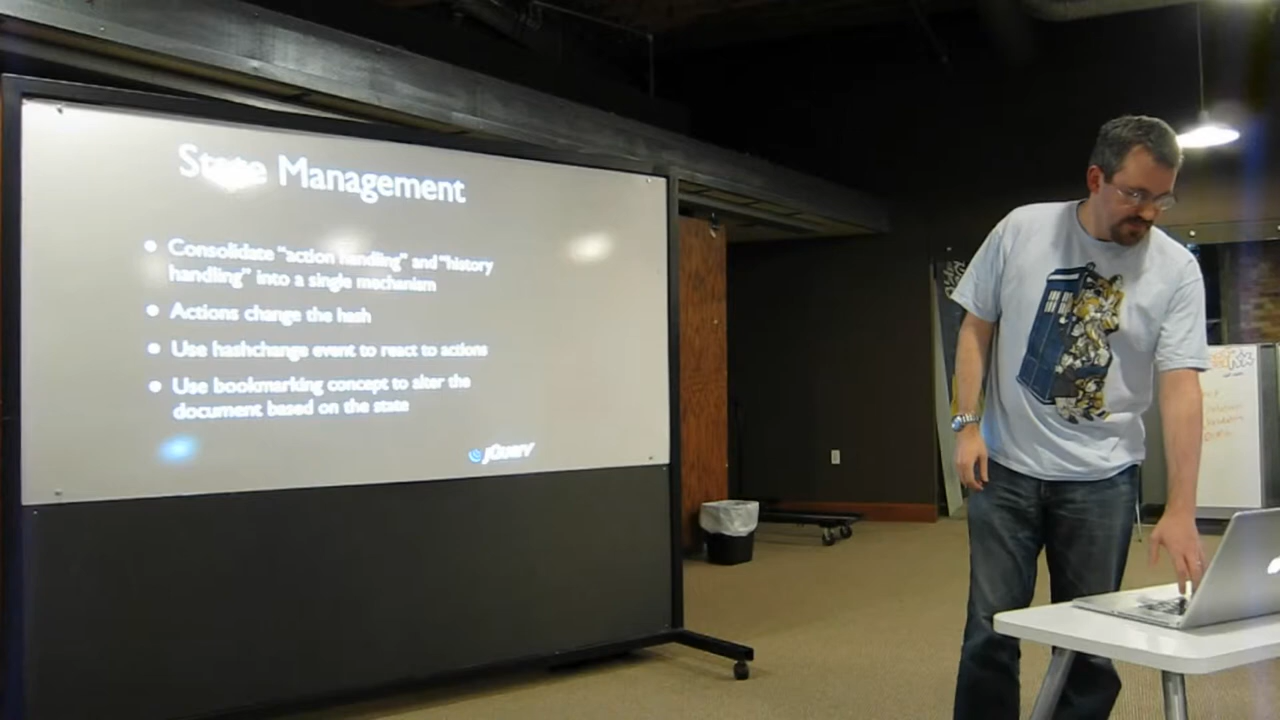 State Management
Consolidate "action handling" and "history
handling" into a single mechanism
Actions change the hash
Use hashchange event to react to actions
Use bookmarking concept to alter the
document based on the state
jQuery